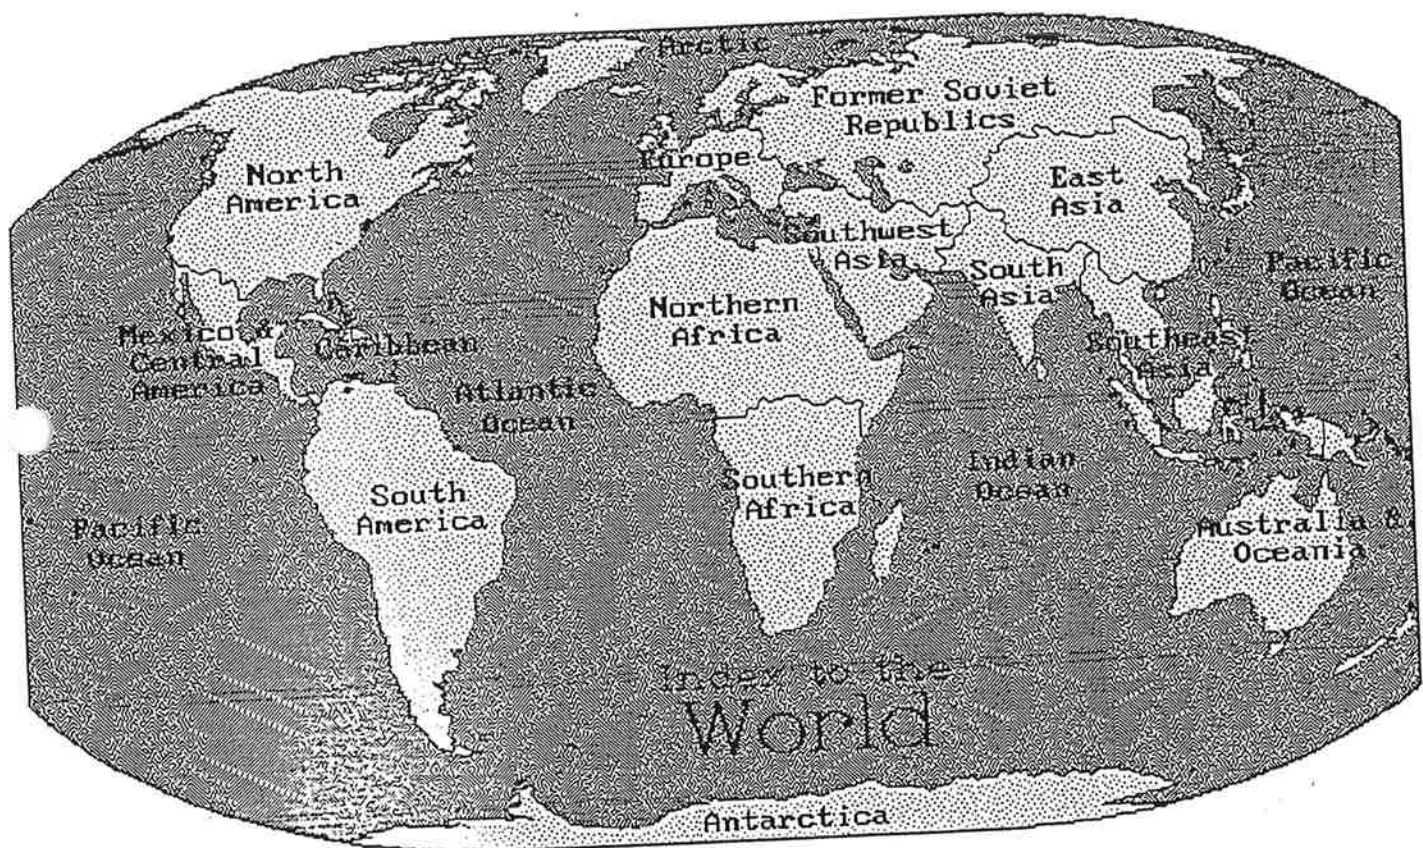 Arctic
Former Soviet
Republics
Europe
North
America
East
Asia
Southwest
Asia
South
Asia
Pacific
Ocean
Northern
Africa
Mexico &
Central
America
Caribbean
Southeast
Asia
Atlantic
Ocean
Southern
Africa
Indian
Ocean
South
America
Pacific
Ocean
Australia &
Oceania
Index to the
World
Antarctica